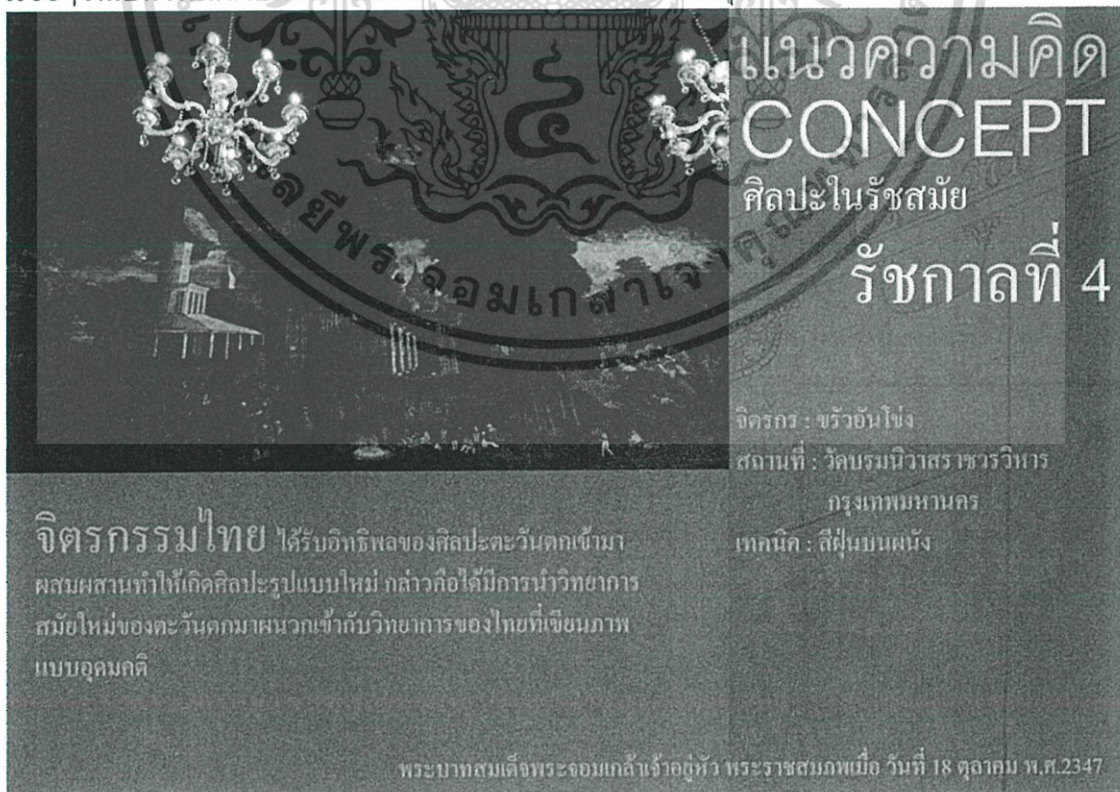 แนวความคิด
CONCEPT
ศิลปะในรัชสมัย
รัชกาลที่ 4
จิตรกร : ขรัวอินโข่ง
สถานที่ : วัดบรมนิวาสราชวรวิหาร
กรุงเทพมหานคร
เทคนิค : สีฝุ่นบนผนัง
จิตรกรรมไทย ได้รับอิทธิพลของศิลปะตะวันตกเข้ามา
ผสมผสานทำให้เกิดศิลปะรูปแบบใหม่ กล่าวคือได้มีการนำวิทยาการ
สมัยใหม่ของตะวันตกมาผนวกเข้ากับวิทยาการของไทยที่เขียนภาพ
แบบอุดมคติ
พระบาทสมเด็จพระจอมเกล้าเจ้าอยู่หัว พระราชสมภพเมื่อ วันที่ 18 ตุลาคม พ.ศ.2347